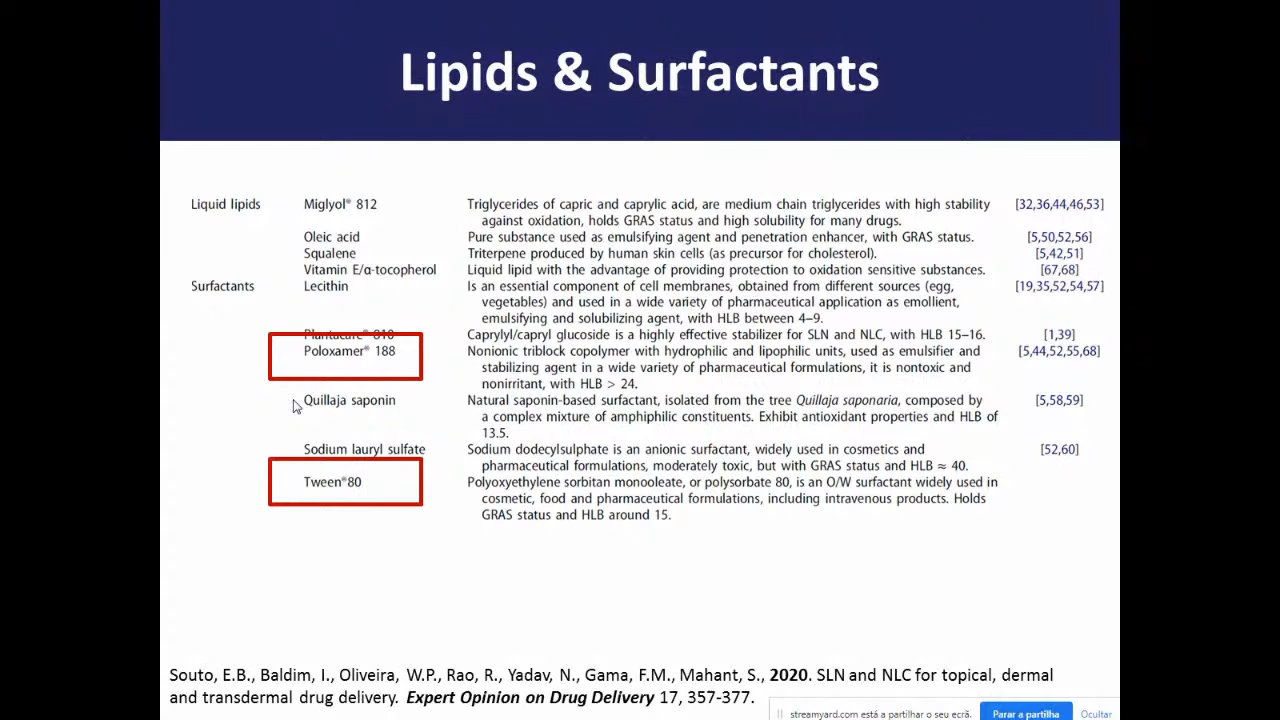 Lipids & Surfactants
Liquid lipids Miglyol® 812 Triglycerides of capric and caprylic acid, are medium chain triglycerides with high stability [32,36,44,46,53]
against oxidation, holds GRAS status and high solubility for many drugs.
Oleic acid Pure substance used as emulsifying agent and penetration enhancer, with GRAS status. [5,50,52,56]
Squalene Triterpene produced by human skin cells (as precursor for cholesterol). [5,42,51]
Vitamin E/α-tocopherol Liquid lipid with the advantage of providing protection to oxidation sensitive substances. [67,68]
Surfactants Lecithin Is an essential component of cell membranes, obtained from different sources (egg, [19,35,52,54,57]
vegetables) and used in a wide variety of pharmaceutical application as emollient,
emulsifying and solubilizing agent, with HLB between 4–9.
Plantacare® 810 Caprylyl/capryl glucoside is a highly effective stabilizer for SLN and NLC, with HLB 15–16. [1,39]
Poloxamer® 188 Nonionic triblock copolymer with hydrophilic and lipophilic units, used as emulsifier and [5,44,52,55,68]
stabilizing agent in a wide variety of pharmaceutical formulations, it is nontoxic and
nonirritant, with HLB > 24.
Quillaja saponin Natural saponin-based surfactant, isolated from the tree Quillaja saponaria, composed by [5,58,59]
a complex mixture of amphiphilic constituents. Exhibit antioxidant properties and HLB of
13.5.
Sodium lauryl sulfate Sodium dodecylsulphate is an anionic surfactant, widely used in cosmetics and [52,60]
pharmaceutical formulations, moderately toxic, but with GRAS status and HLB ≈ 40.
Tween®80 Polyoxyethylene sorbitan monooleate, or polysorbate 80, is an O/W surfactant widely used in
cosmetic, food and pharmaceutical formulations, including intravenous products. Holds
GRAS status and HLB around 15.
Souto, E.B., Baldim, I., Oliveira, W.P., Rao, R., Yadav, N., Gama, F.M., Mahant, S., 2020. SLN and NLC for topical, dermal
and transdermal drug delivery. Expert Opinion on Drug Delivery 17, 357-377.
streamyard.com está a partilhar o seu ecrã. Parar a partilha Ocultar